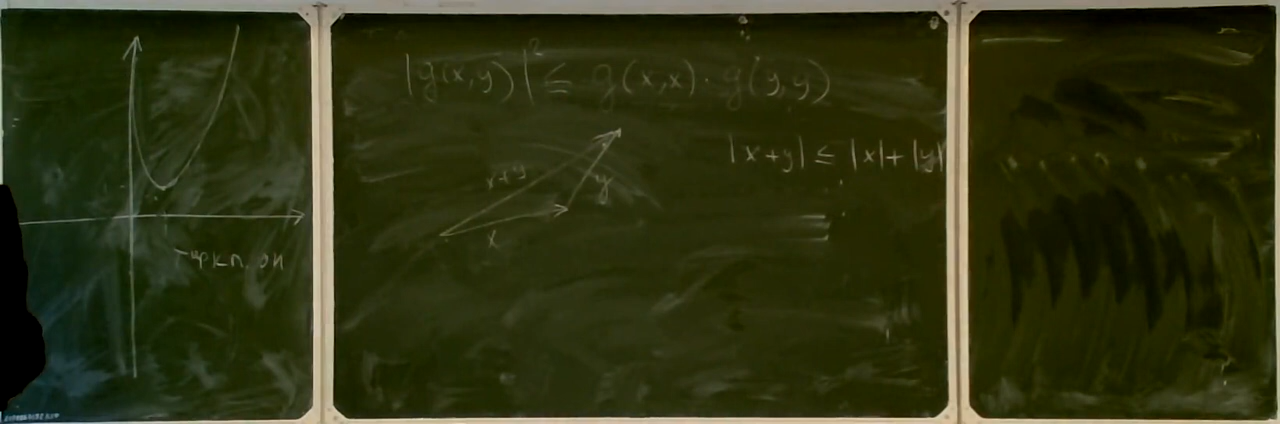 |g(x,y)|² ≤ g(x,x)·g(y,y)
|x+y| ≤ |x|+|y|
x+y
y
x